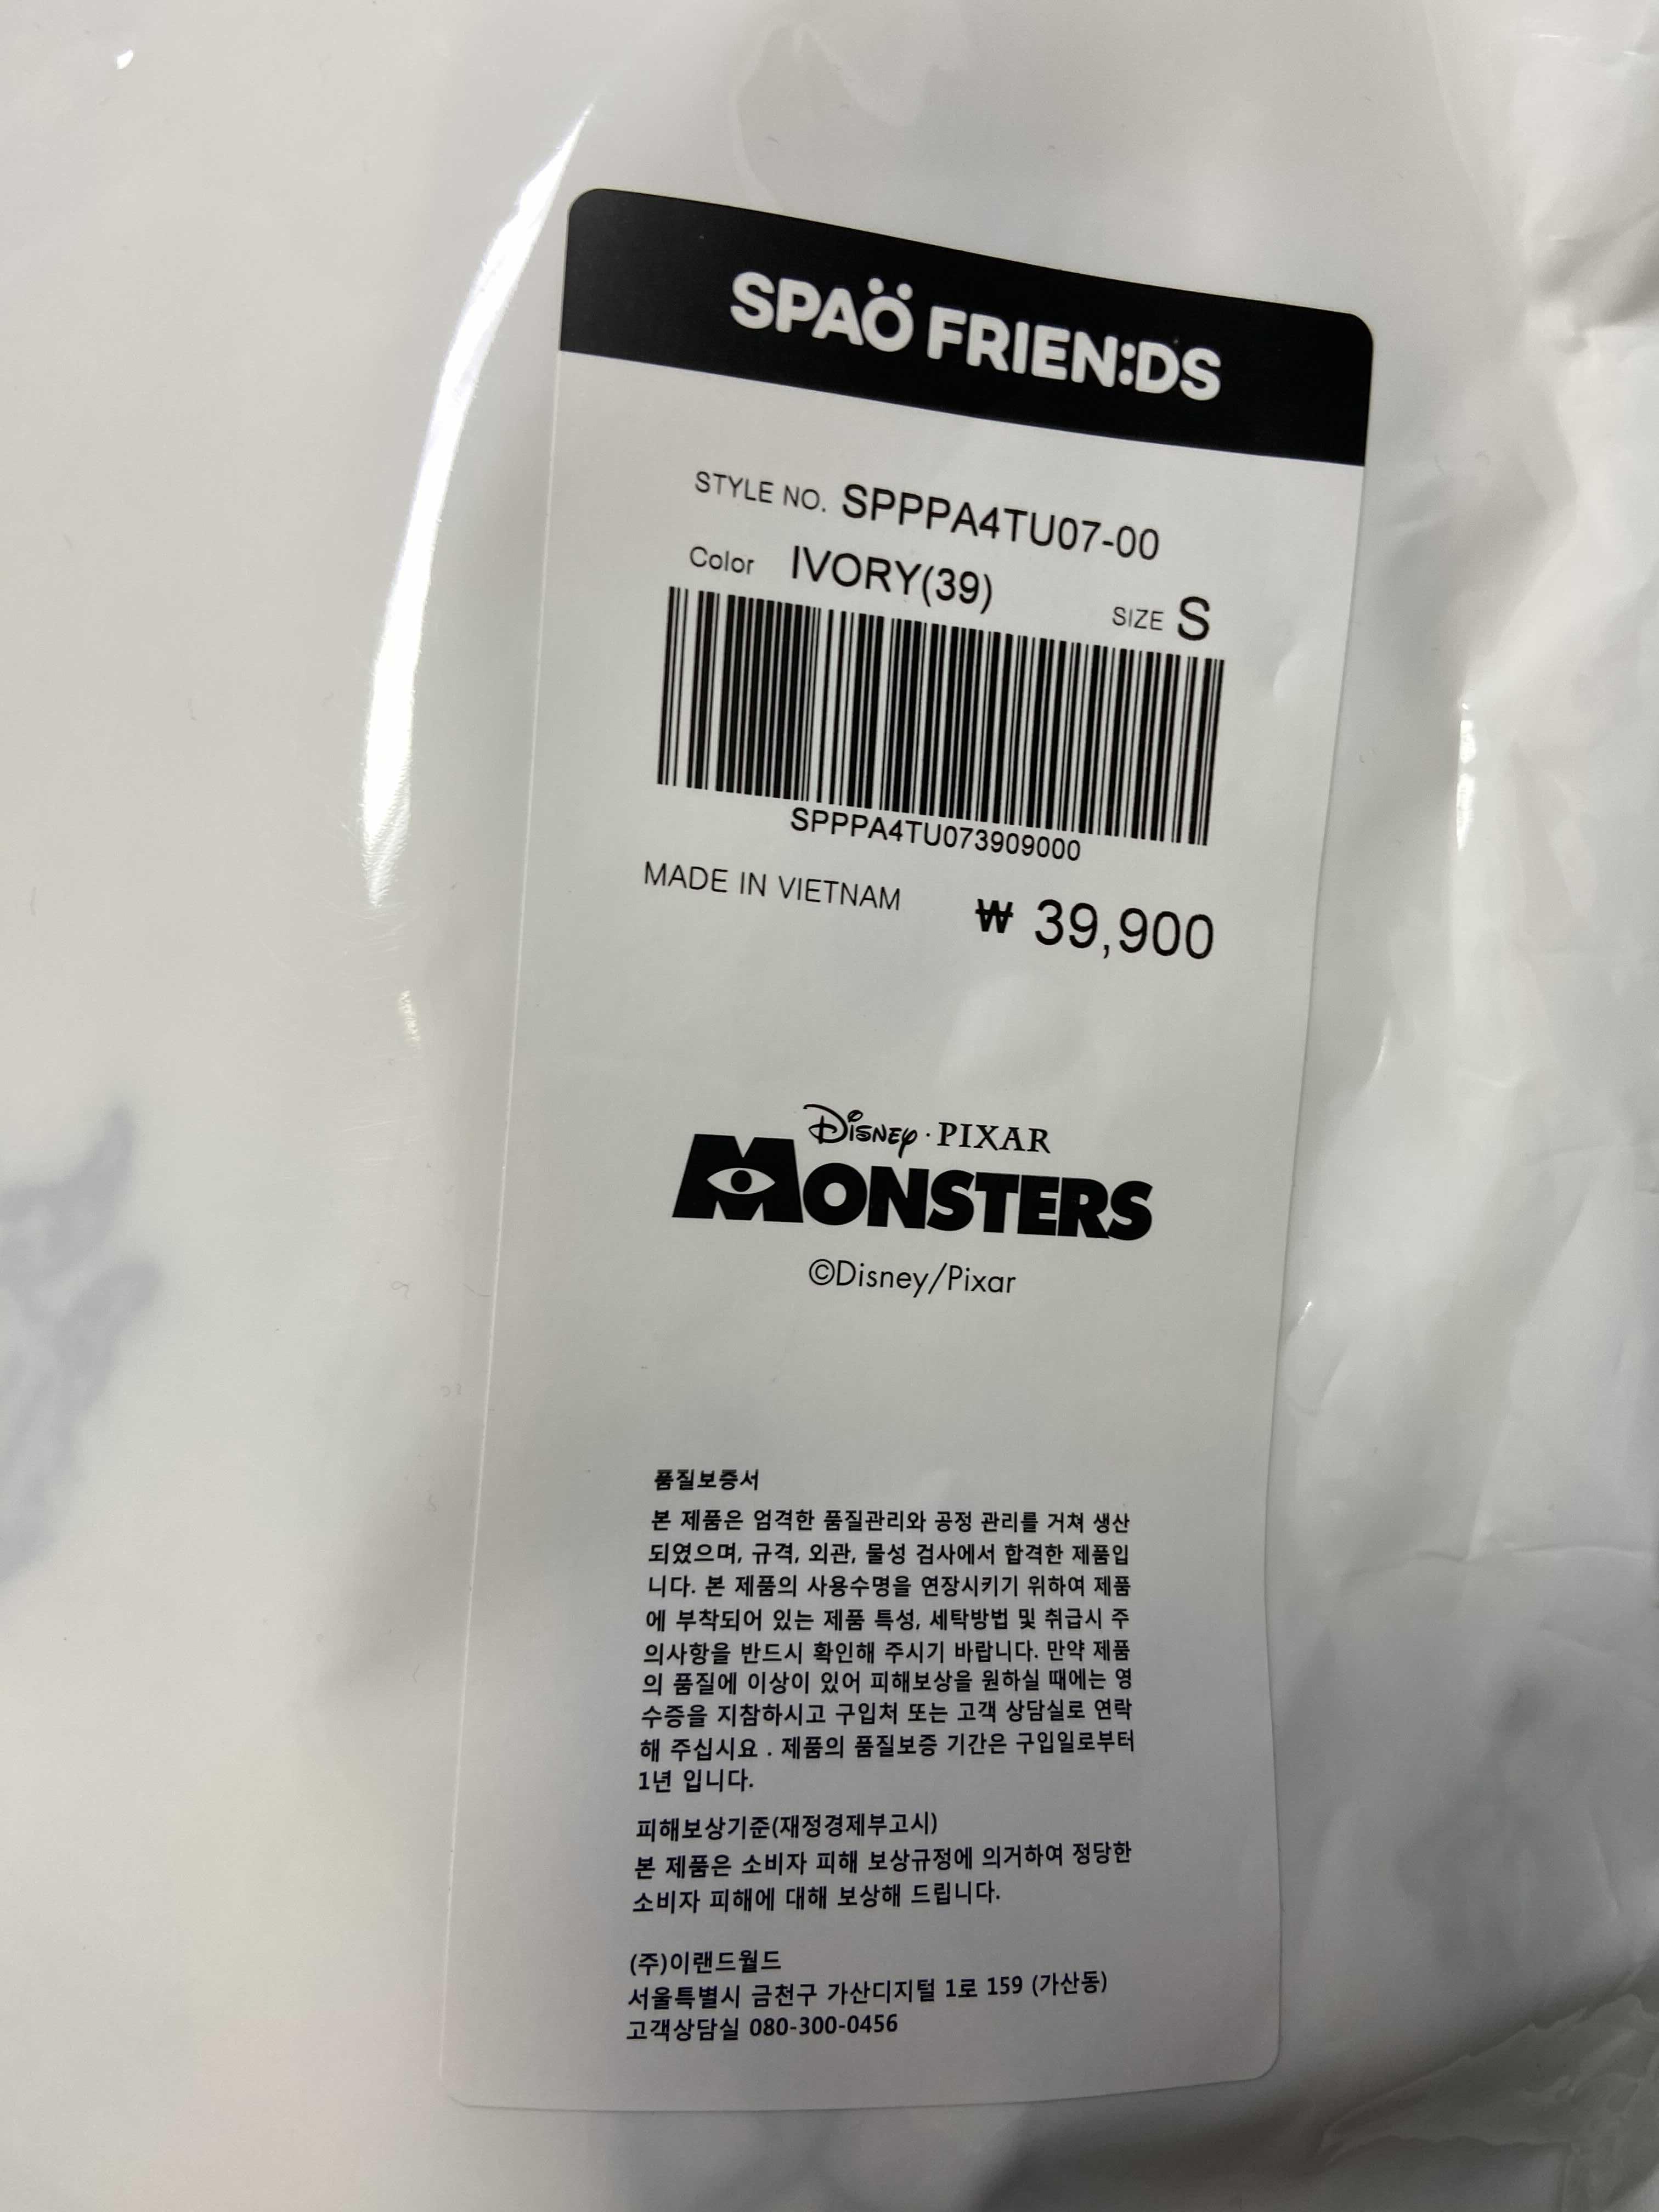 SPAÖ FRIEN:DS
STYLE NO. SPPPA4TU07-00
Color IVORY(39) SIZE S
SPPPA4TU073909000
MADE IN VIETNAM ₩ 39,900
Disney · PIXAR
MONSTERS
©Disney/Pixar
품질보증서
본 제품은 엄격한 품질관리와 공정 관리를 거쳐 생산
되였으며, 규격, 외관, 물성 검사에서 합격한 제품입
니다. 본 제품의 사용수명을 연장시키기 위하여 제품
에 부착되어 있는 제품 특성, 세탁방법 및 취급시 주
의사항을 반드시 확인해 주시기 바랍니다. 만약 제품
의 품질에 이상이 있어 피해보상을 원하실 때에는 영
수증을 지참하시고 구입처 또는 고객 상담실로 연락
해 주십시요 . 제품의 품질보증 기간은 구입일로부터
1년 입니다.
피해보상기준(재정경제부고시)
본 제품은 소비자 피해 보상규정에 의거하여 정당한
소비자 피해에 대해 보상해 드립니다.
(주)이랜드월드
서울특별시 금천구 가산디지털 1로 159 (가산동)
고객상담실 080-300-0456